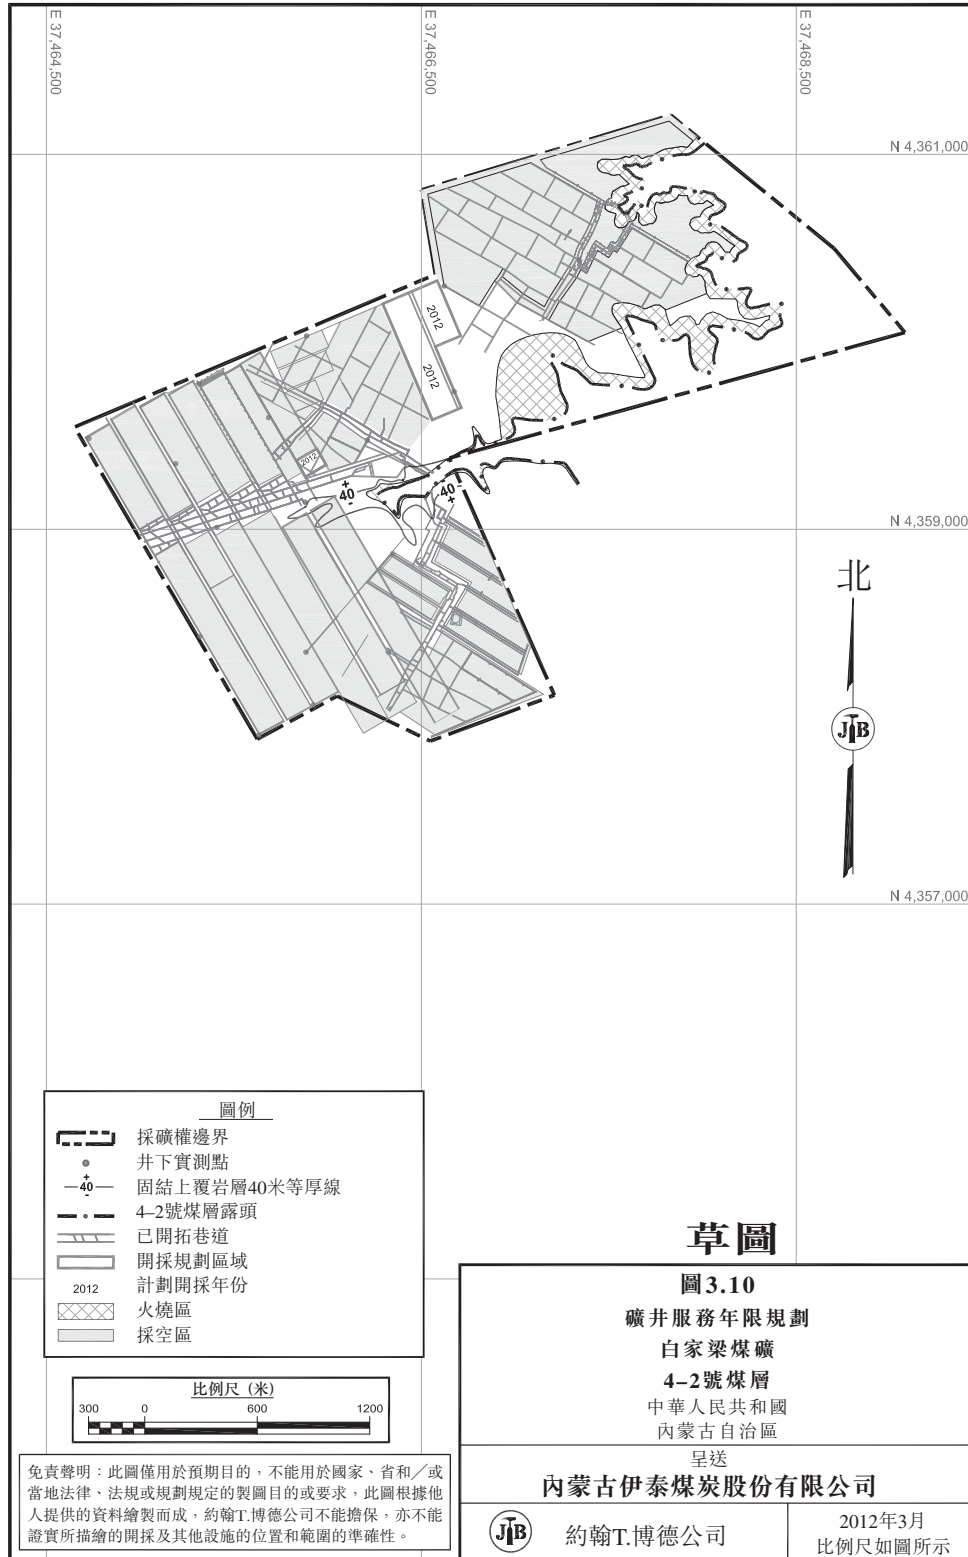 E 37,464,500
E 37,466,500
E 37,468,500
N 4,361,000
2012
2012
2012
+
40
-
-
40
+
N 4,359,000
北
JTB
N 4,357,000
圖例
採礦權邊界
井下實測點
+
40
-
固結上覆岩層40米等厚線
4–2號煤層露頭
已開拓巷道
開採規劃區域
2012 計劃開採年份
火燒區
採空區
比例尺 (米)
300 0 600 1200
免責聲明：此圖僅用於預期目的，不能用於國家、省和／或
當地法律、法規或規劃規定的製圖目的或要求，此圖根據他
人提供的資料繪製而成，約翰T.博德公司不能擔保，亦不能
證實所描繪的開採及其他設施的位置和範圍的準確性。
草圖
圖3.10
礦井服務年限規劃
白家梁煤礦
4–2號煤層
中華人民共和國
內蒙古自治區
呈送
內蒙古伊泰煤炭股份有限公司
JTB 約翰T.博德公司
2012年3月
比例尺如圖所示